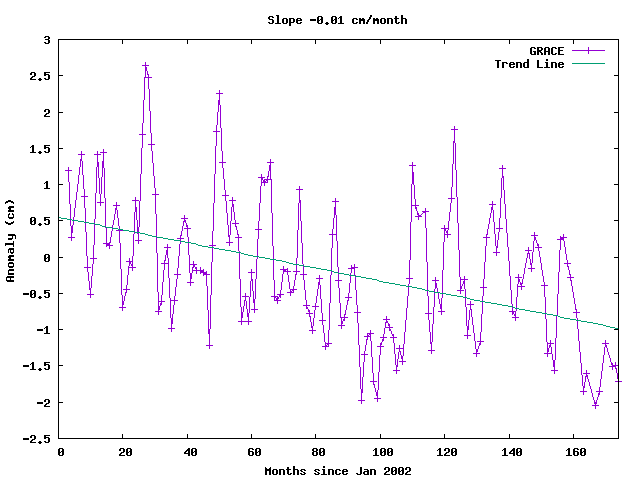 Slope -0.01 cm/month
GRACE
Trend Line
Anomaly (cm)
3
2.5
2
1.5
1
0.5
0
-0.5
-1
-1.5
-2
-2.5
0 20 40 60 80 100 120 140 160
Months since Jan 2002